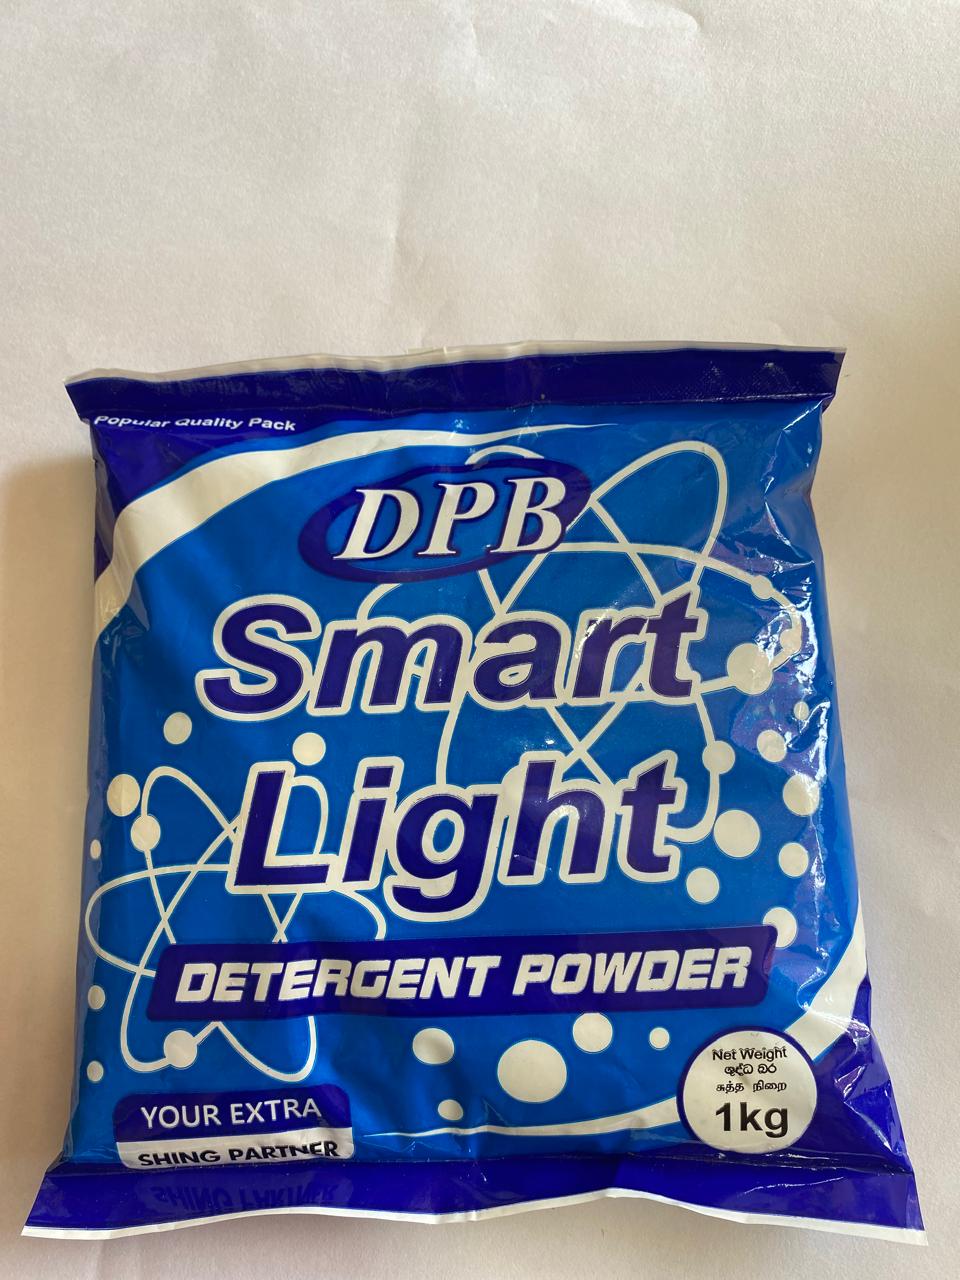 Popular Quality Pack
DPB
Smart
Light
DETERGENT POWDER
Net Weight
ශුද්ධ බර
சுத்த நிறை
1kg
YOUR EXTRA
SHING PARTNER